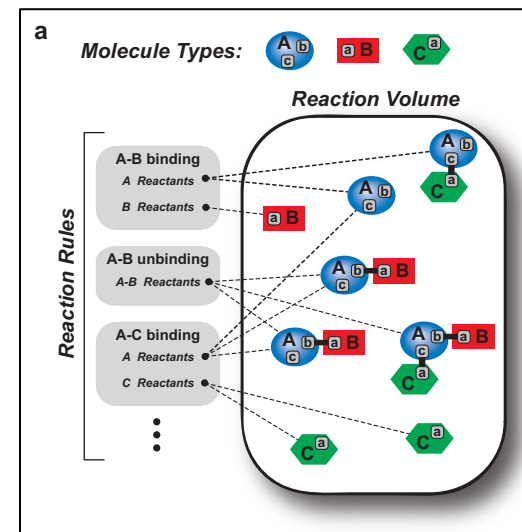 a
Molecule Types:
A b c
a B
C a
Reaction Volume
Reaction Rules
A-B binding
A Reactants
B Reactants
A-B unbinding
A-B Reactants
A-C binding
A Reactants
C Reactants
A b c
C a
A b c
a B
A b c
a B
A b c
a B
A b c
a B
C a
C a
C a